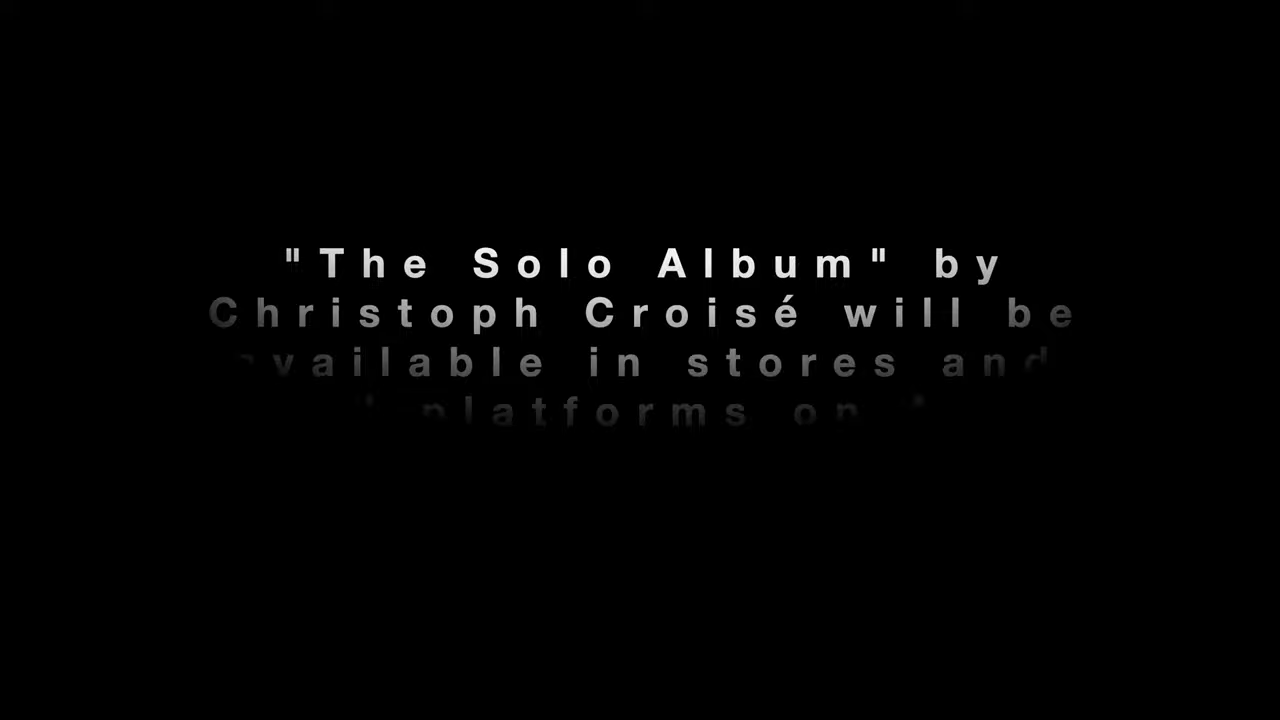 "The Solo Album" by
Christoph Croisé will be
available in stores and
platforms on